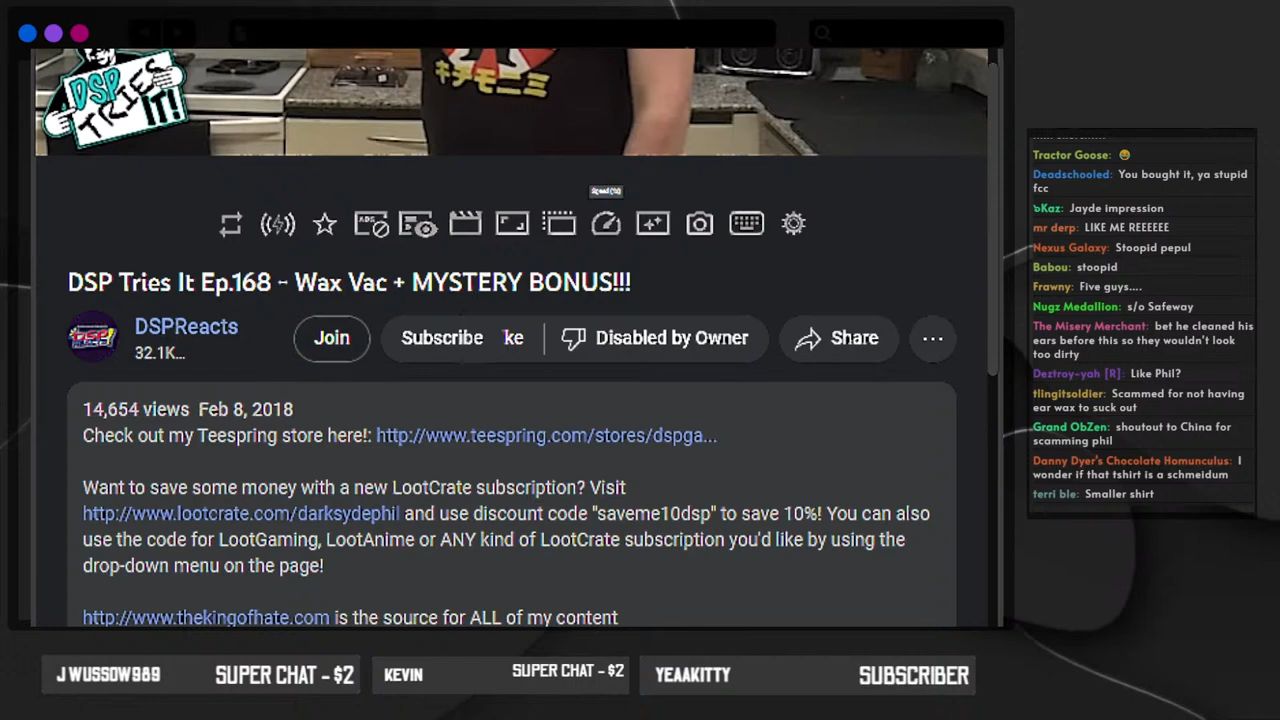 DSP
TRIES
IT!
キチモニミ
Speed (10)
ADS
DSP Tries It Ep.168 - Wax Vac + MYSTERY BONUS!!!
DSPReacts
32.1K...
Join
Subscribe
ke
Disabled by Owner
Share
14,654 views Feb 8, 2018
Check out my Teespring store here!: http://www.teespring.com/stores/dspga...
Want to save some money with a new LootCrate subscription? Visit
http://www.lootcrate.com/darksydephil and use discount code "saveme10dsp" to save 10%! You can also
use the code for LootGaming, LootAnime or ANY kind of LootCrate subscription you'd like by using the
drop-down menu on the page!
http://www.thekingofhate.com is the source for ALL of my content
Tractor Goose: 😄
Deadschooled: You bought it, ya stupid
fcc
ъKaz: Jayde impression
mr derp: LIKE ME REEEEEE
Nexus Galaxy: Stoopid pepul
Babou: stoopid
Frawny: Five guys....
Nugz Medallion: s/o Safeway
The Misery Merchant: bet he cleaned his
ears before this so they wouldn't look
too dirty
Deztroy-yah [R]: Like Phil?
tlingitsoldier: Scammed for not having
ear wax to suck out
Grand ObZen: shoutout to China for
scamming phil
Danny Dyer's Chocolate Homunculus: I
wonder if that tshirt is a schmeidum
terri ble: Smaller shirt
J WUSSOW989
SUPER CHAT - $2
KEVIN
SUPER CHAT - $2
YEAAKITTY
SUBSCRIBER